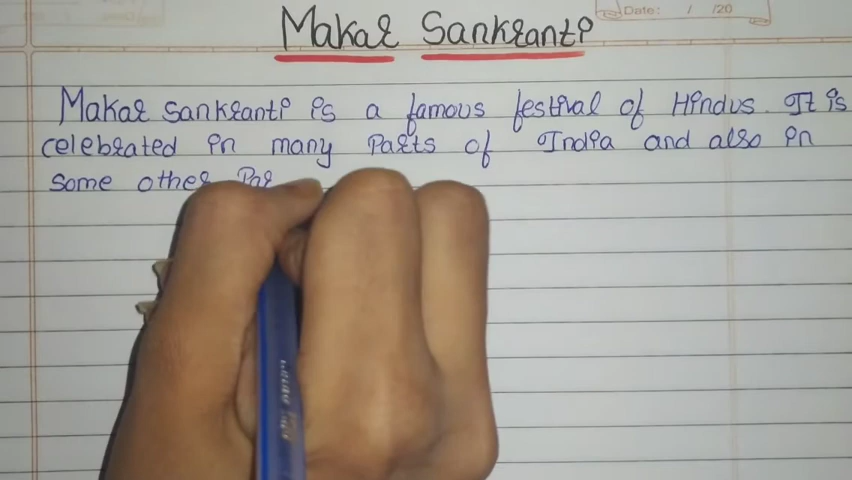 Date: / /20
Makar Sankranti
Makar Sankranti is a famous festival of Hindus. It is
celebrated in many Parts of India and also in
some other Par